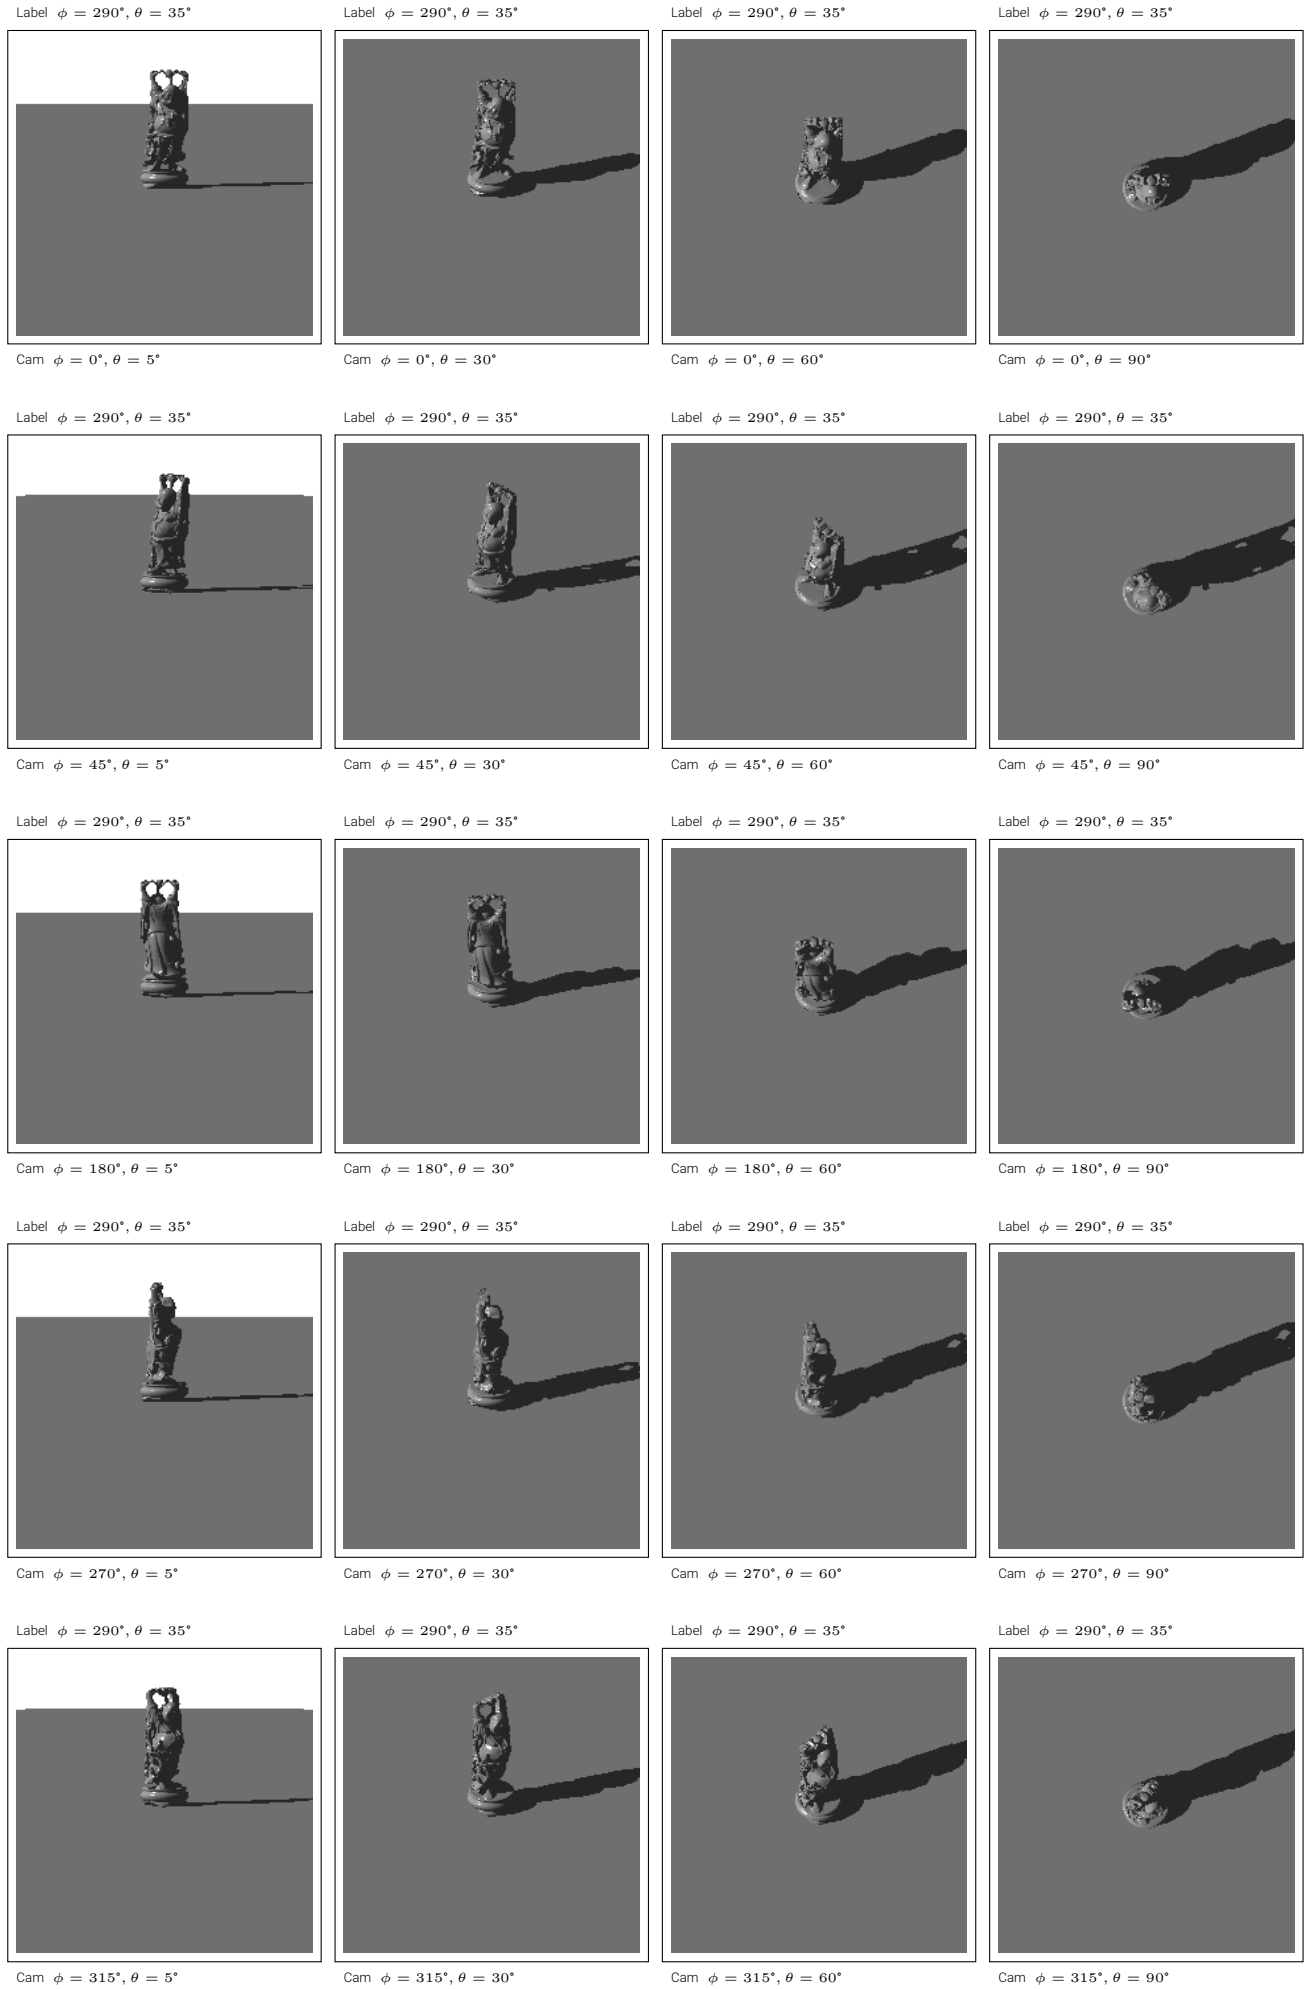 Label ϕ = 290°, θ = 35° Label ϕ = 290°, θ = 35° Label ϕ = 290°, θ = 35° Label ϕ = 290°, θ = 35°
Cam ϕ = 0°, θ = 5° Cam ϕ = 0°, θ = 30° Cam ϕ = 0°, θ = 60° Cam ϕ = 0°, θ = 90°
Label ϕ = 290°, θ = 35° Label ϕ = 290°, θ = 35° Label ϕ = 290°, θ = 35° Label ϕ = 290°, θ = 35°
Cam ϕ = 45°, θ = 5° Cam ϕ = 45°, θ = 30° Cam ϕ = 45°, θ = 60° Cam ϕ = 45°, θ = 90°
Label ϕ = 290°, θ = 35° Label ϕ = 290°, θ = 35° Label ϕ = 290°, θ = 35° Label ϕ = 290°, θ = 35°
Cam ϕ = 180°, θ = 5° Cam ϕ = 180°, θ = 30° Cam ϕ = 180°, θ = 60° Cam ϕ = 180°, θ = 90°
Label ϕ = 290°, θ = 35° Label ϕ = 290°, θ = 35° Label ϕ = 290°, θ = 35° Label ϕ = 290°, θ = 35°
Cam ϕ = 270°, θ = 5° Cam ϕ = 270°, θ = 30° Cam ϕ = 270°, θ = 60° Cam ϕ = 270°, θ = 90°
Label ϕ = 290°, θ = 35° Label ϕ = 290°, θ = 35° Label ϕ = 290°, θ = 35° Label ϕ = 290°, θ = 35°
Cam ϕ = 315°, θ = 5° Cam ϕ = 315°, θ = 30° Cam ϕ = 315°, θ = 60° Cam ϕ = 315°, θ = 90°